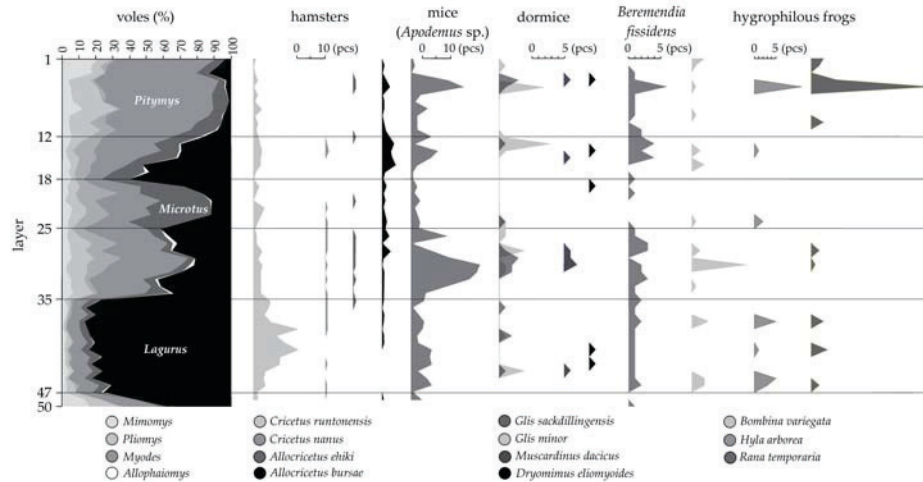 voles (%)
hamsters
mice
(Apodemus sp.)
dormice
Beremendia
fissidens
hygrophilous frogs
0 10 20 30 40 50 60 70 80 90 100
0 10 (pcs)
0 10 (pcs)
0 5 (pcs)
0 5 (pcs)
0 5 (pcs)
layer
1
12
18
25
35
47
50
Pitymys
Microtus
Lagurus
Mimomys
Pliomys
Myodes
Allophaiomys
Cricetus runtonensis
Cricetus nanus
Allocricetus ehiki
Allocricetus bursae
Glis sackdillingensis
Glis minor
Muscardinus dacicus
Dryomimus eliomyoides
Bombina variegata
Hyla arborea
Rana temporaria